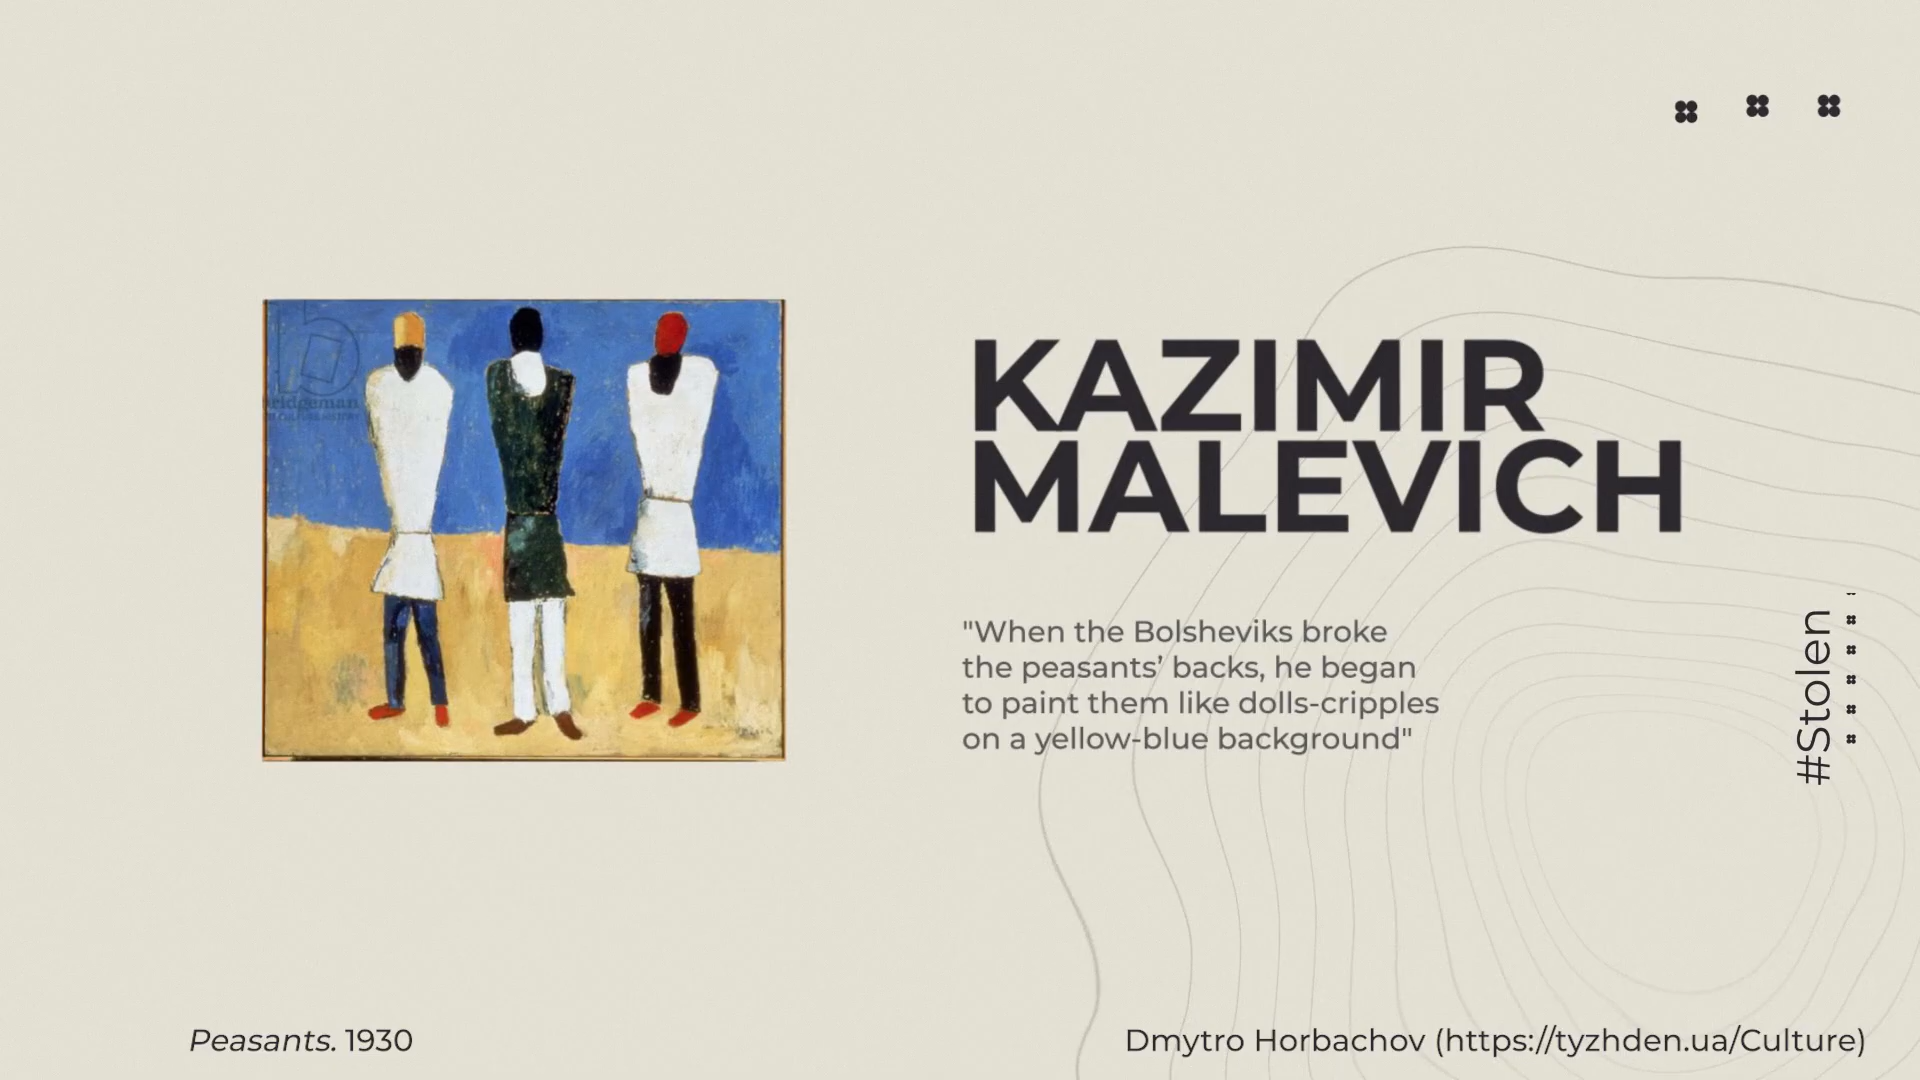 KAZIMIR
MALEVICH
"When the Bolsheviks broke
the peasants’ backs, he began
to paint them like dolls-cripples
on a yellow-blue background"
#Stolen
Peasants. 1930
Dmytro Horbachov (https://tyzhden.ua/Culture)